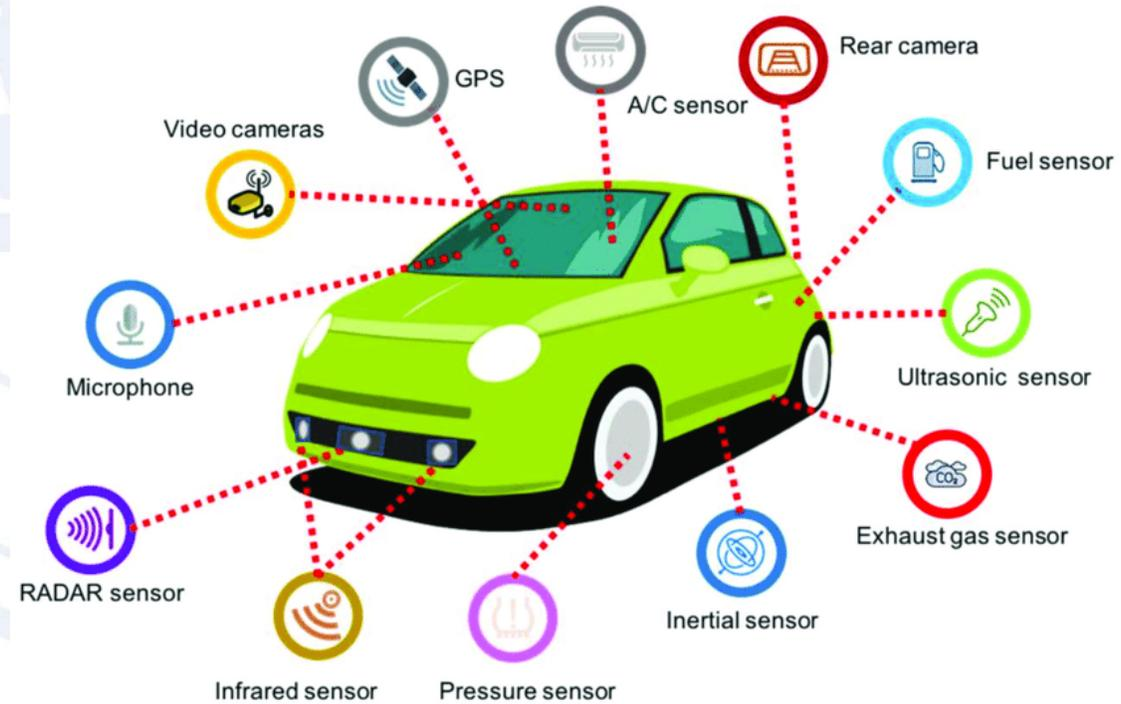 Rear camera
GPS
A/C sensor
Video cameras
Fuel sensor
Microphone
Ultrasonic sensor
CO₂
Exhaust gas sensor
RADAR sensor
Inertial sensor
Infrared sensor
Pressure sensor